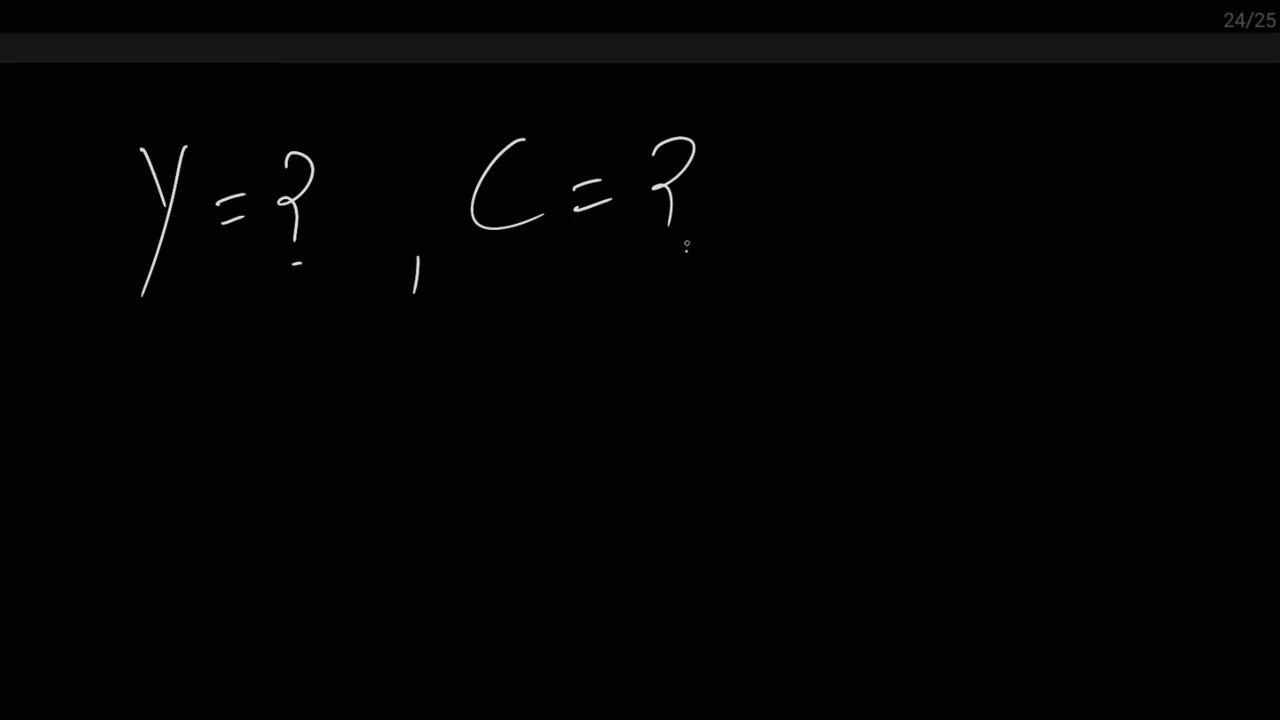 24/25
Y = ? , C = ?